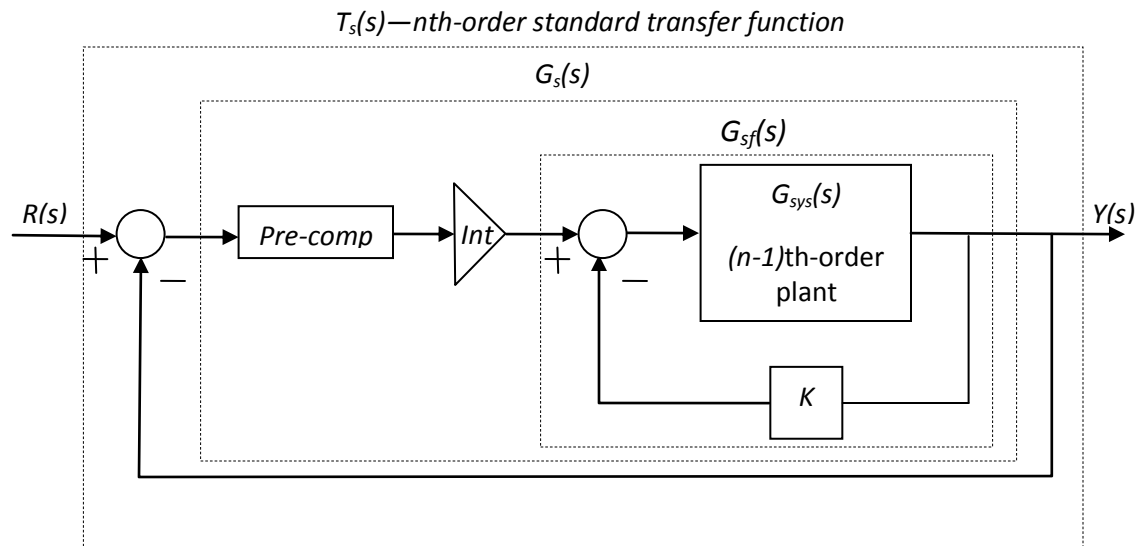 Ts(s)—nth-order standard transfer function
Gs(s)
Gsf(s)
R(s)
+
−
Pre-comp
Int
+
−
Gsys(s)
(n-1)th-order
plant
Y(s)
K